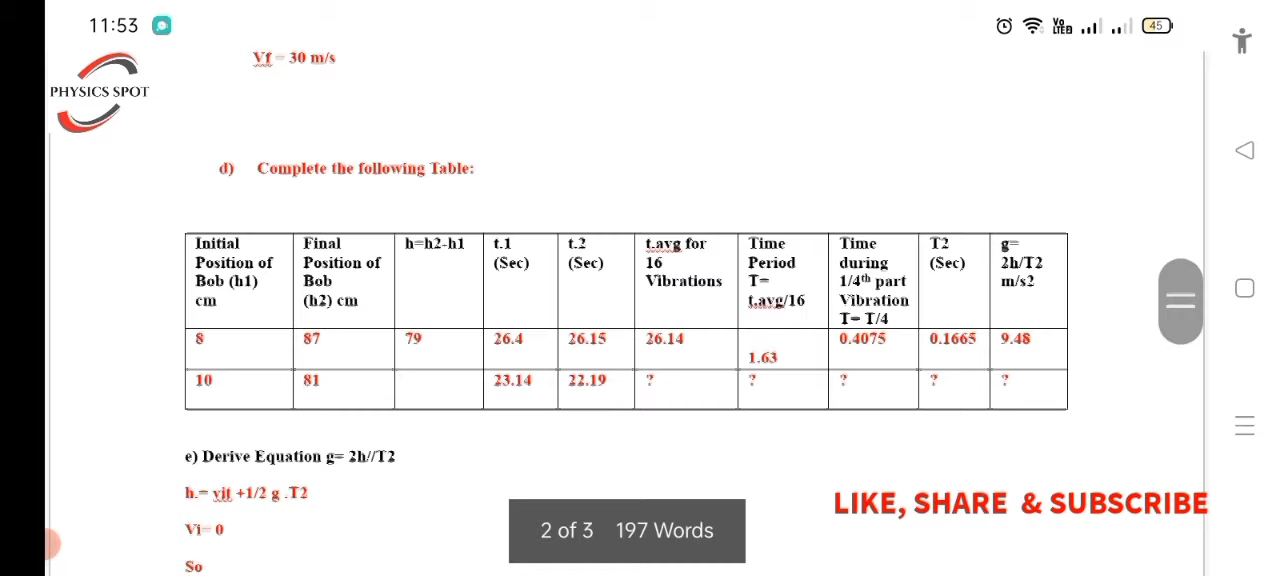 11:53
Vo
LTE2
45
Vf = 30 m/s
PHYSICS SPOT
d) Complete the following Table:
Initial Position of Bob (h1) cm
Final Position of Bob (h2) cm
h=h2-h1
t.1 (Sec)
t.2 (Sec)
t.avg for 16 Vibrations
Time Period T= t.avg/16
Time during 1/4th part Vibration T= T/4
T2 (Sec)
g= 2h/T2 m/s2
8 87 79 26.4 26.15 26.14 1.63 0.4075 0.1665 9.48
10 81 23.14 22.19 ? ? ? ? ?
e) Derive Equation g= 2h//T2
h.= vit +1/2 g .T2
LIKE, SHARE & SUBSCRIBE
Vi= 0
2 of 3 197 Words
So